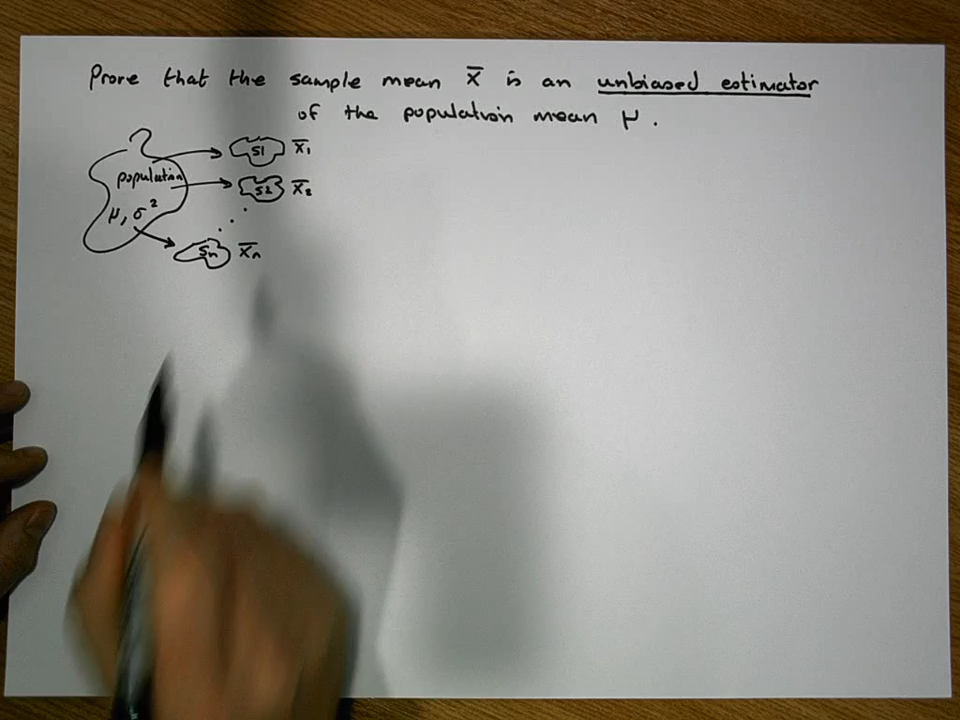 Prove that the sample mean x̄ is an unbiased estimator
of the population mean μ.
S1 x̄₁
population
S2 x̄₂
μ, σ²
Sn x̄n